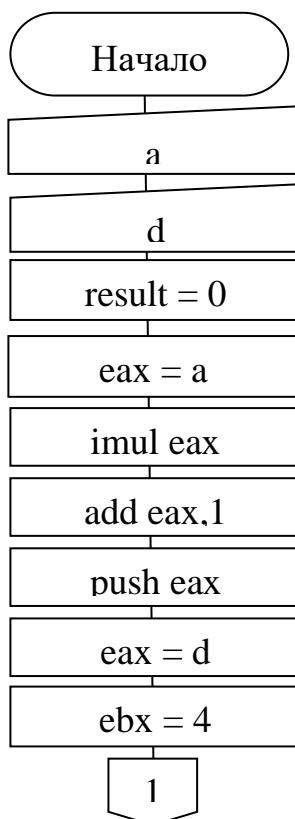 Начало
a
d
result = 0
eax = a
imul eax
add eax,1
push eax
eax = d
ebx = 4
1